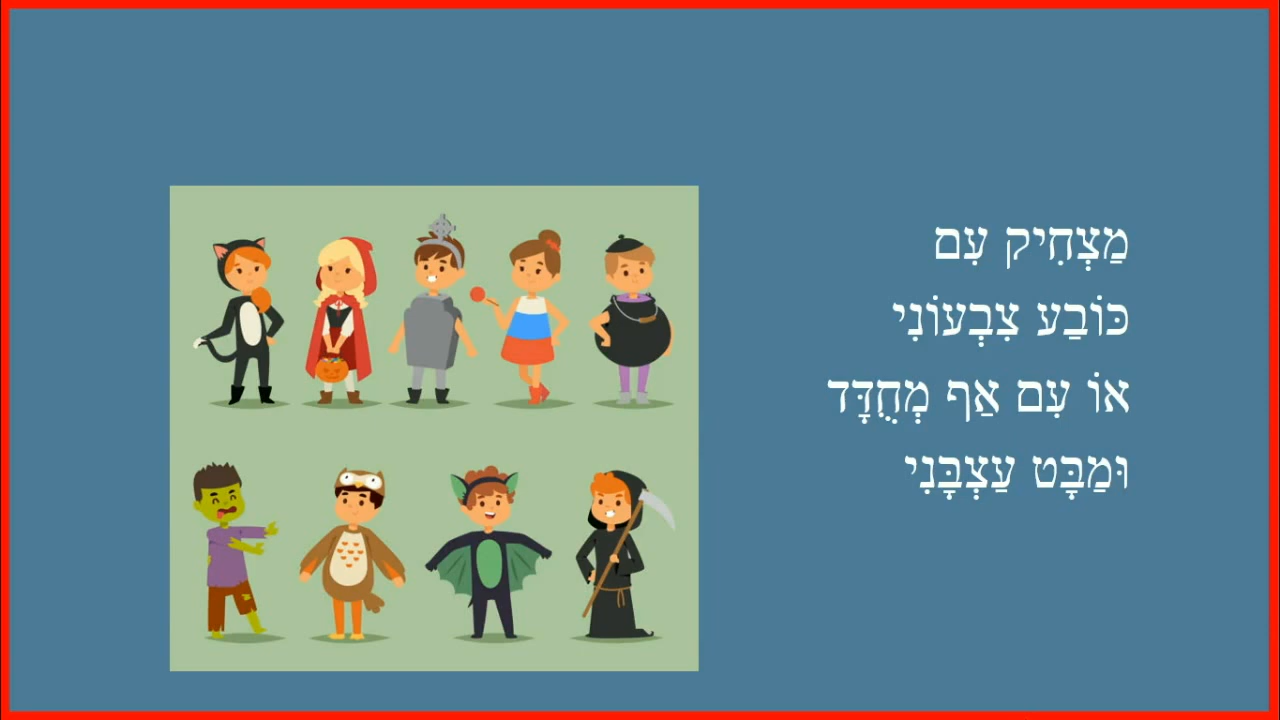 מַצְחִיק עִם
כּוֹבַע צִבְעוֹנִי
אוֹ עִם אַף מְחֻדָּד
וּמַבָּט עַצְבָּנִי